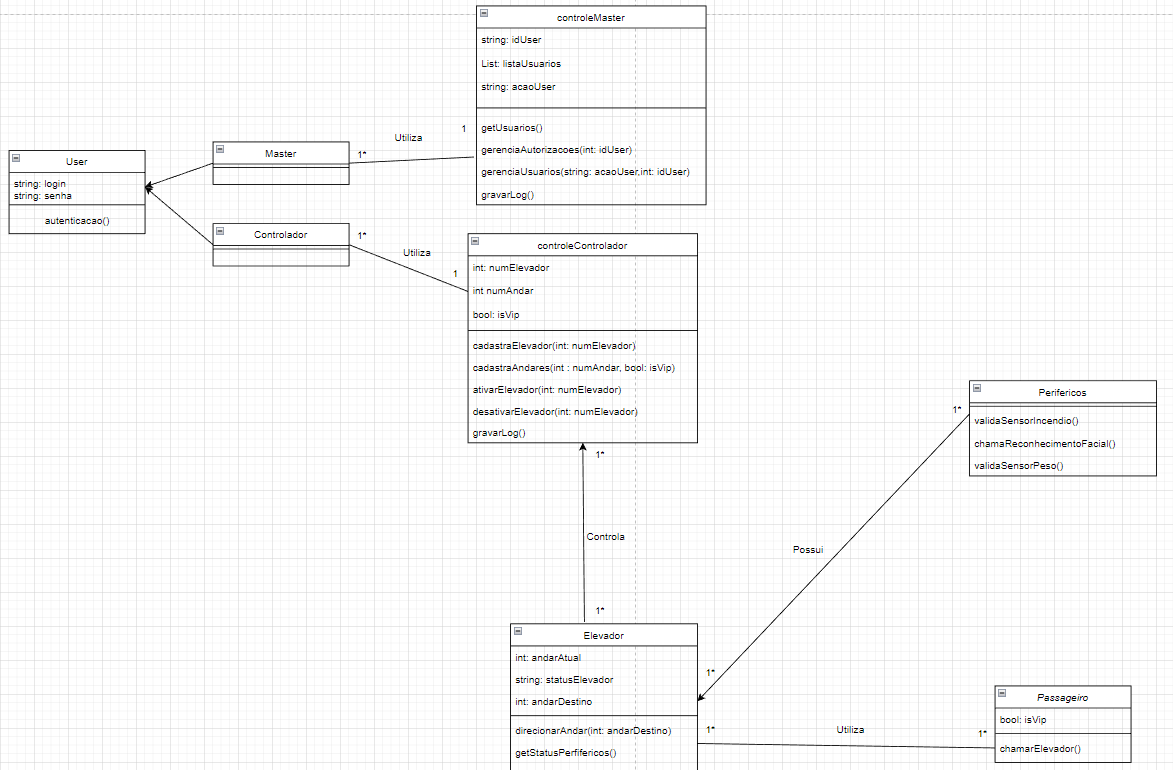 controleMaster
string: idUser
List: listaUsuarios
string: acaoUser
getUsuarios()
gerenciaAutorizacoes(int: idUser)
gerenciaUsuarios(string: acaoUser,int: idUser)
gravarLog()
1
Utiliza
1*
Master
User
string: login
string: senha
autenticacao()
Controlador
1*
Utiliza
1
controleControlador
int: numElevador
int numAndar
bool: isVip
cadastraElevador(int: numElevador)
cadastraAndares(int : numAndar, bool: isVip)
ativarElevador(int: numElevador)
desativarElevador(int: numElevador)
gravarLog()
1*
Controla
1*
Perifericos
validaSensorIncendio()
chamaReconhecimentoFacial()
validaSensorPeso()
1*
Possui
1*
Elevador
int: andarAtual
string: statusElevador
int: andarDestino
direcionarAndar(int: andarDestino)
getStatusPerfifericos()
1*
Utiliza
1*
Passageiro
bool: isVip
chamarElevador()